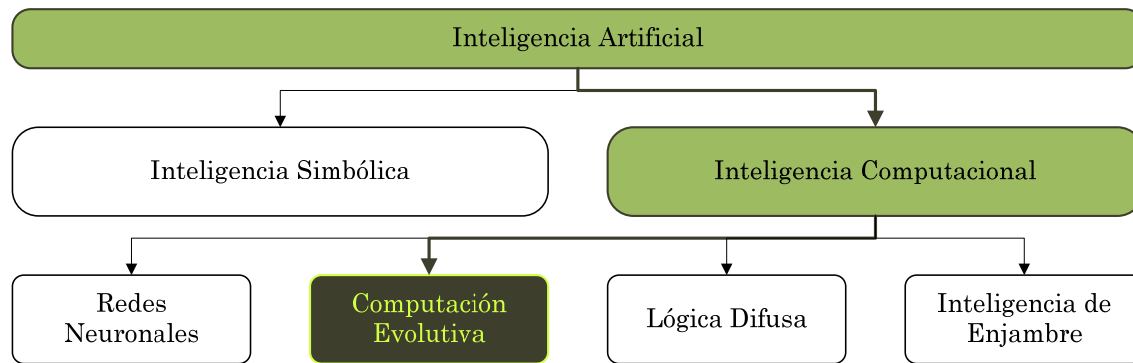 Inteligencia Artificial
Inteligencia Simbólica
Inteligencia Computacional
Redes
Neuronales
Computación
Evolutiva
Lógica Difusa
Inteligencia de
Enjambre